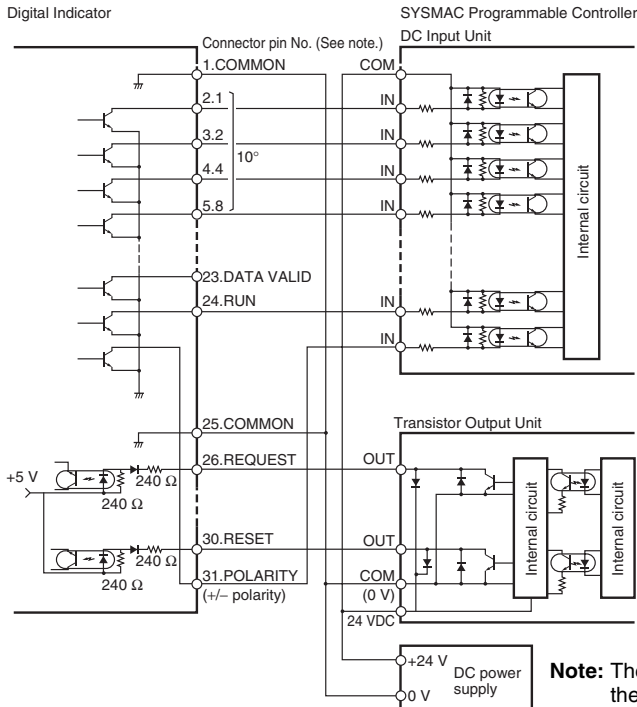 Digital Indicator
SYSMAC Programmable Controller
DC Input Unit
Connector pin No. (See note.)
1.COMMON
COM
2.1
IN
3.2
IN
10°
4.4
IN
5.8
IN
Internal circuit
23.DATA VALID
24.RUN
IN
IN
25.COMMON
Transistor Output Unit
26.REQUEST
OUT
+5 V
240 Ω
240 Ω
Internal circuit
Internal circuit
30.RESET
OUT
240 Ω
240 Ω
31.POLARITY
(+/− polarity)
COM
(0 V)
24 VDC
+24 V
DC power
supply
0 V
Note: The
the